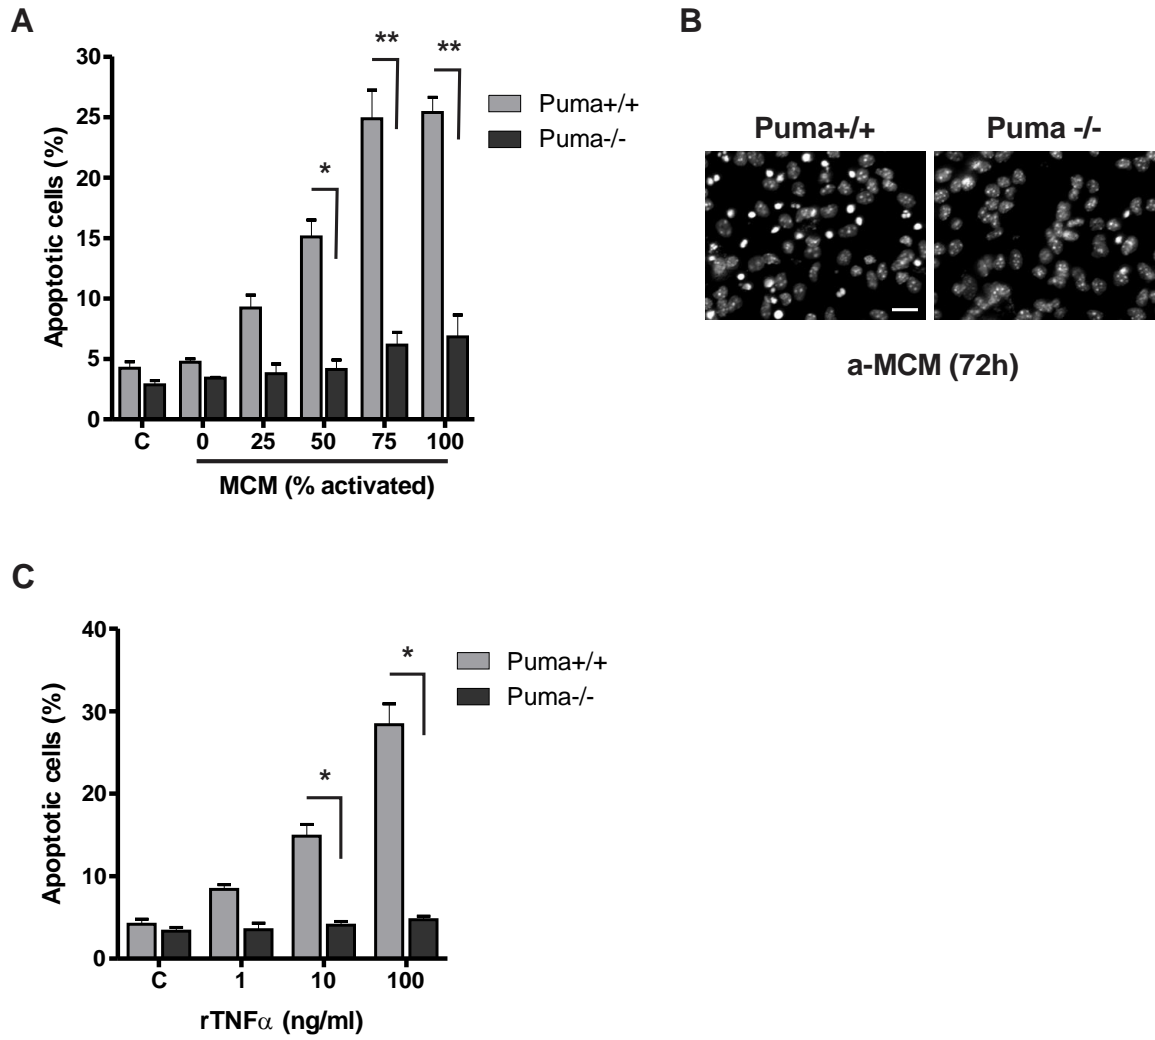 A
30
25
20
15
10
5
0
Apoptotic cells (%)
**
**
*
Puma+/+
Puma-/-
C 0 25 50 75 100
MCM (% activated)
B
Puma+/+ Puma -/-
a-MCM (72h)
C
40
30
20
10
0
Apoptotic cells (%)
*
*
Puma+/+
Puma-/-
C 1 10 100
rTNFα (ng/ml)